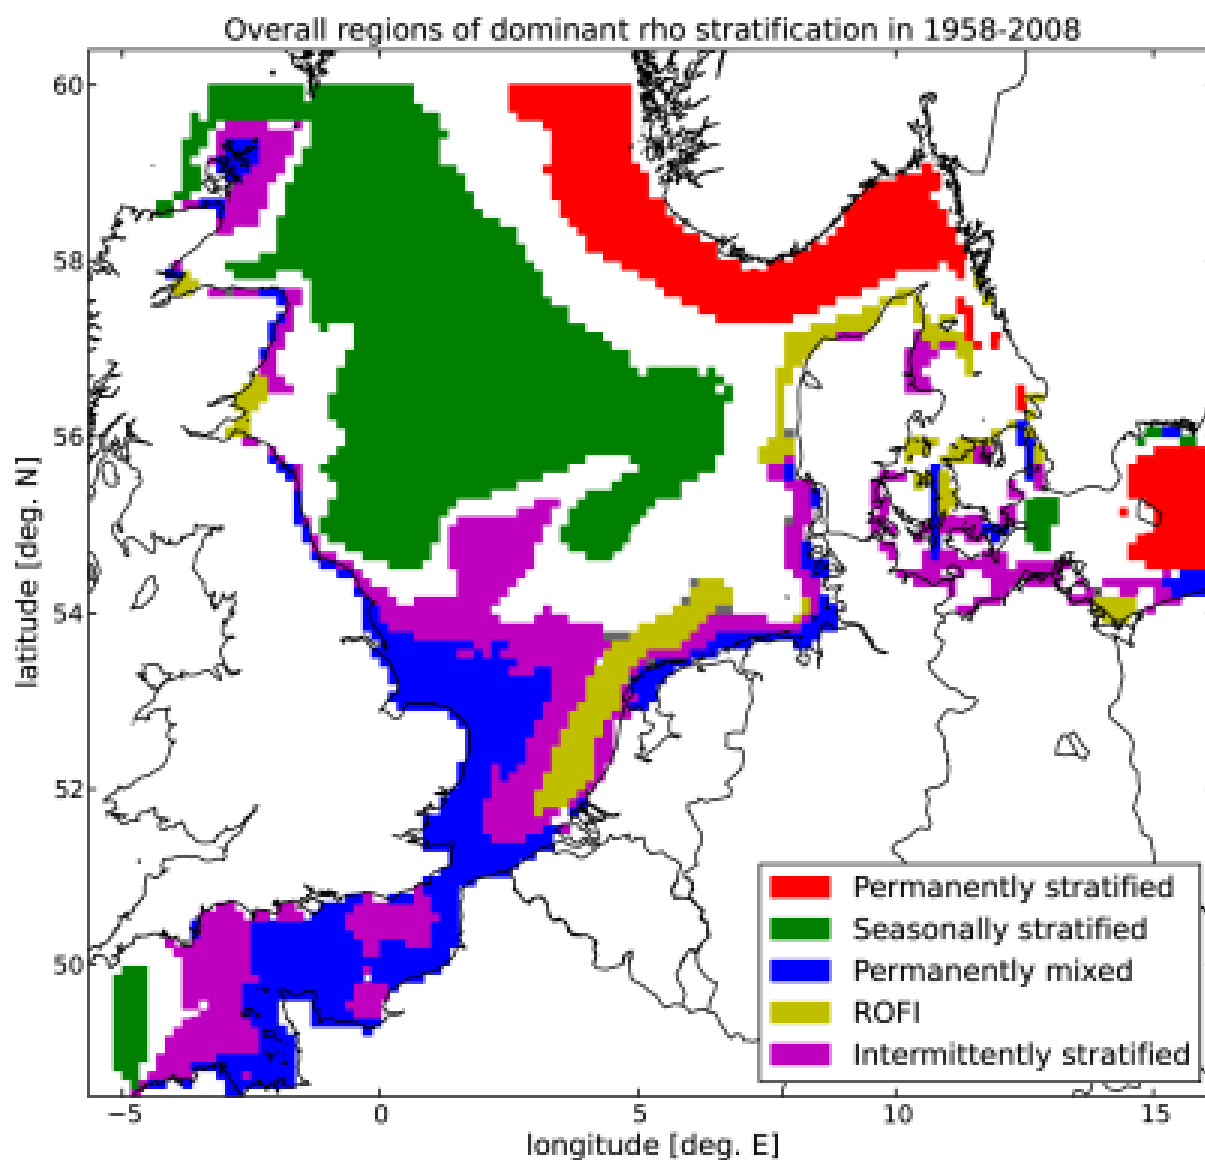 Overall regions of dominant rho stratification in 1958-2008
60
58
56
54
52
50
latitude [deg. N]
Permanently stratified
Seasonally stratified
Permanently mixed
ROFI
Intermittently stratified
−5
0
5
10
15
longitude [deg. E]